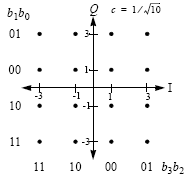 b₁b₀ Q c = 1/√10
01 3
00 1
-3 -1 1 3 I
10 -1
11 -3
11 10 00 01 b₃b₂